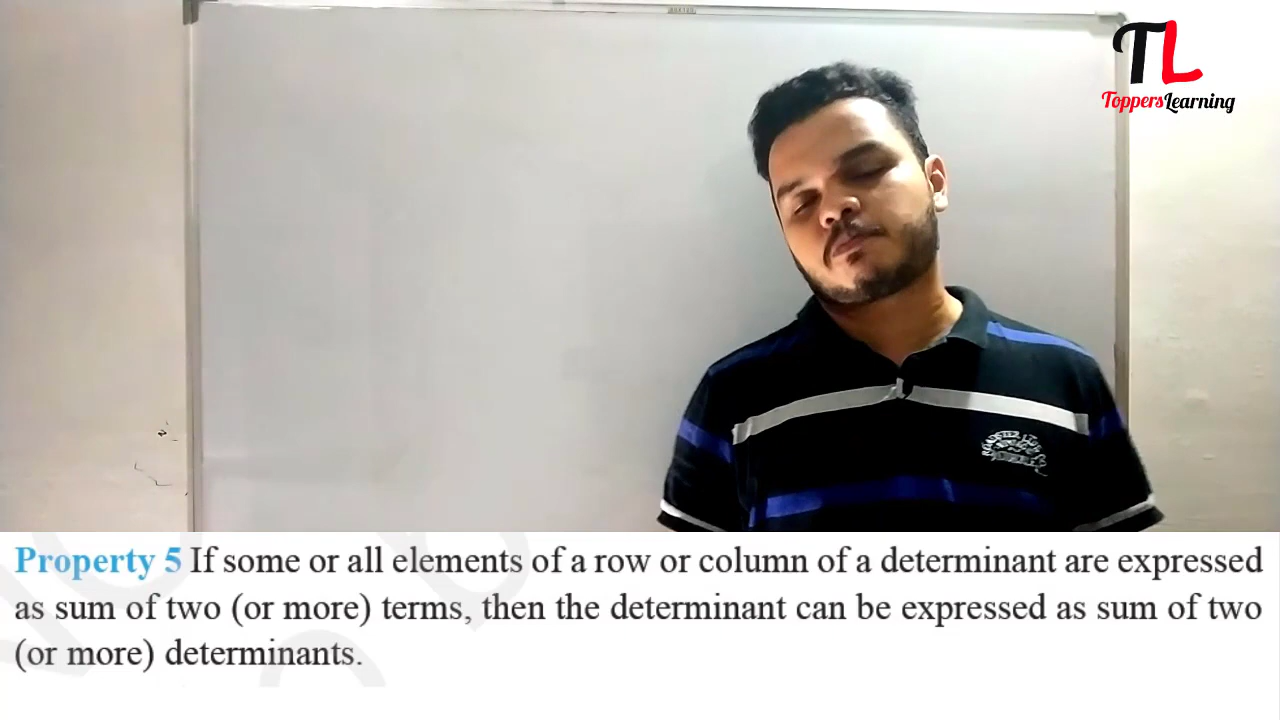 TL
ToppersLearning
Property 5 If some or all elements of a row or column of a determinant are expressed
as sum of two (or more) terms, then the determinant can be expressed as sum of two
(or more) determinants.